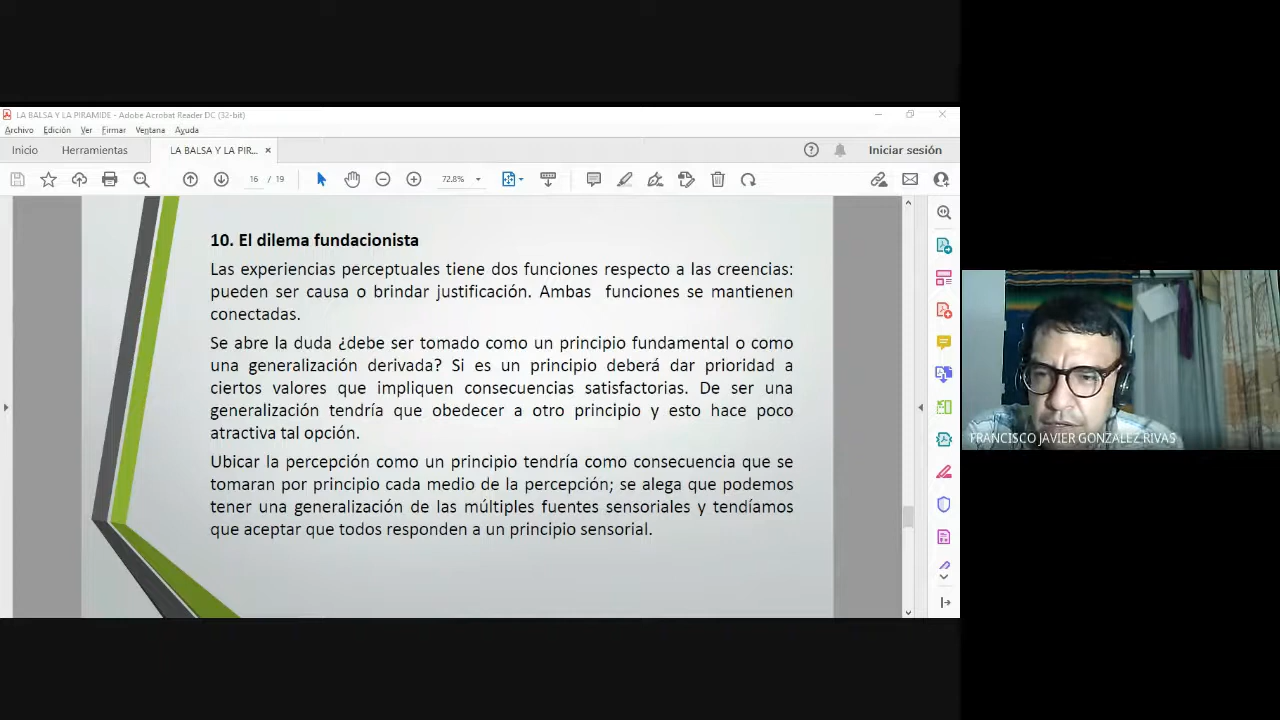 LA BALSA Y LA PIRAMIDE - Adobe Acrobat Reader DC (32-bit)
Archivo Edición Ver Firmar Ventana Ayuda
Inicio Herramientas LA BALSA Y LA PIR... × Iniciar sesión
16 / 19 72.8%
10. El dilema fundacionista
Las experiencias perceptuales tiene dos funciones respecto a las creencias:
pueden ser causa o brindar justificación. Ambas funciones se mantienen
conectadas.
Se abre la duda ¿debe ser tomado como un principio fundamental o como
una generalización derivada? Si es un principio deberá dar prioridad a
ciertos valores que impliquen consecuencias satisfactorias. De ser una
generalización tendría que obedecer a otro principio y esto hace poco
atractiva tal opción.
Ubicar la percepción como un principio tendría como consecuencia que se
tomaran por principio cada medio de la percepción; se alega que podemos
tener una generalización de las múltiples fuentes sensoriales y tendíamos
que aceptar que todos responden a un principio sensorial.
FRANCISCO JAVIER GONZALEZ RIVAS